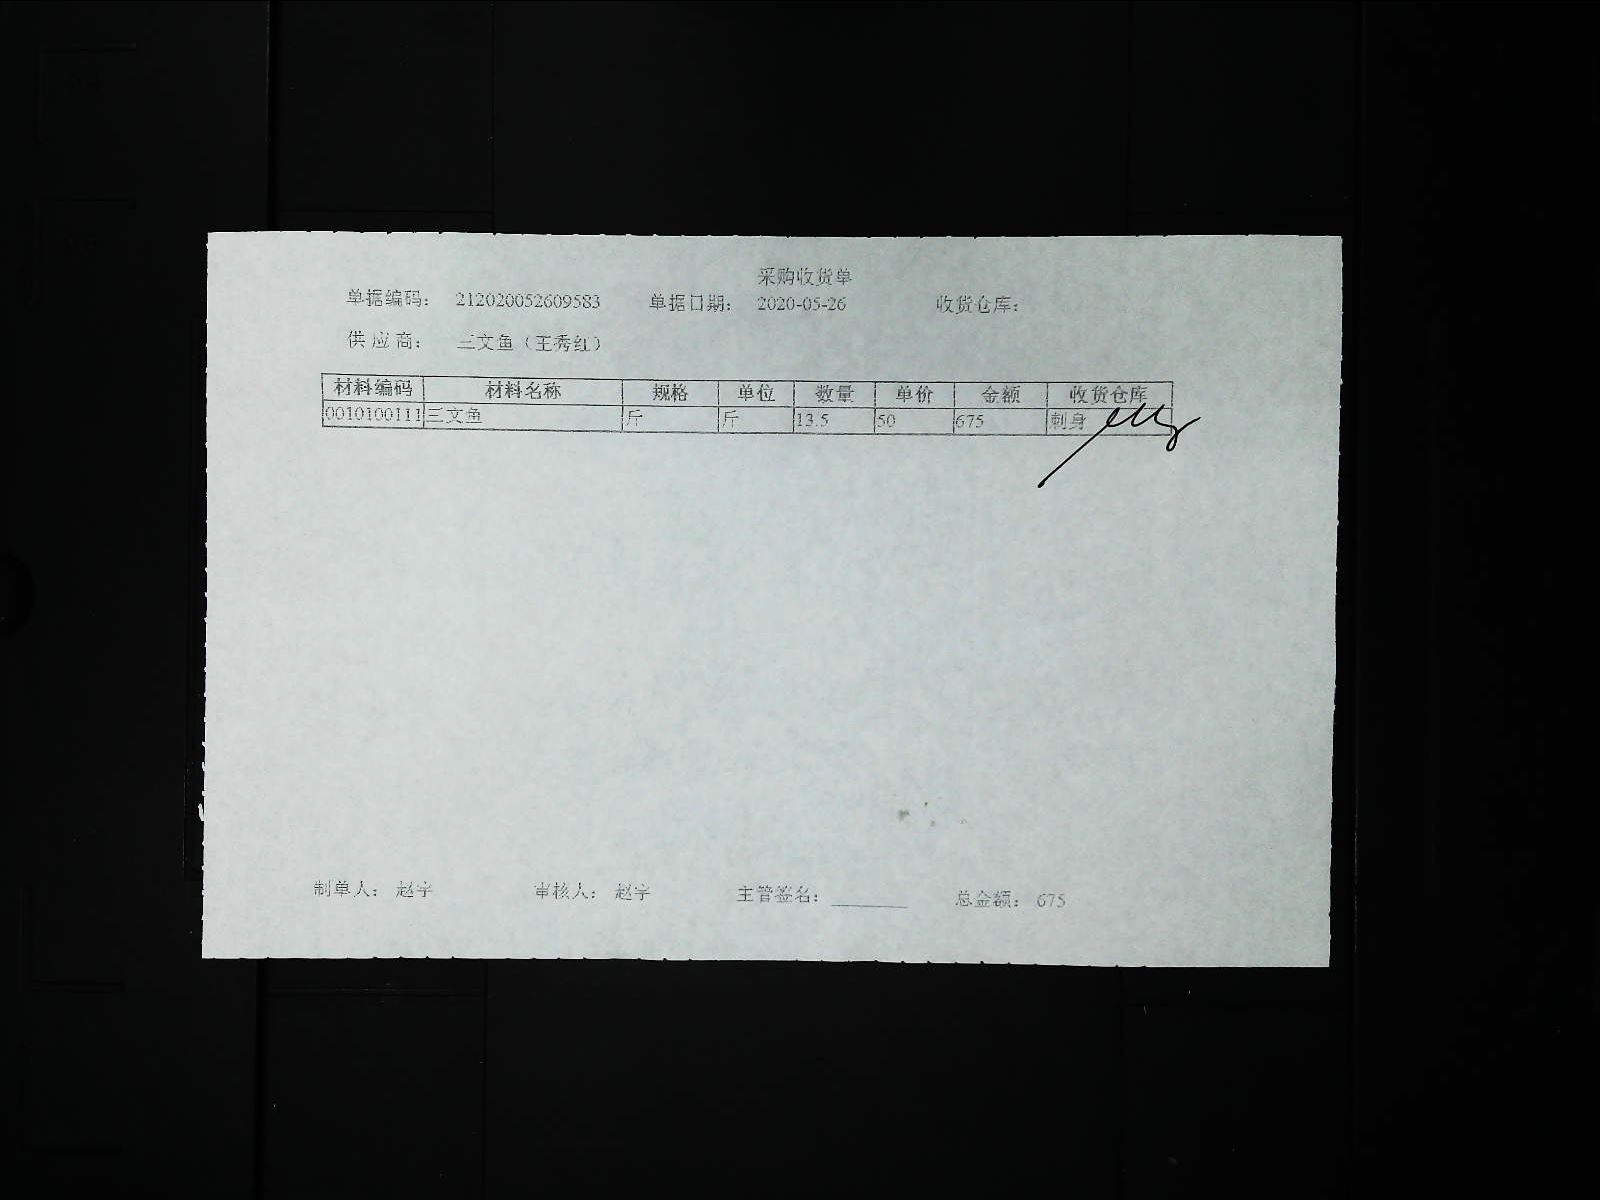 采购收货单
单据编码： 212020052609583 单据日期： 2020-05-26 收货仓库：
供应商： 三文鱼（王秀红）
材料编码 材料名称 规格 单位 数量 单价 金额 收货仓库
0010100111 三文鱼 斤 斤 13.5 50 675 刺身
制单人： 赵宇 审核人： 赵宇 主管签名： 总金额： 675